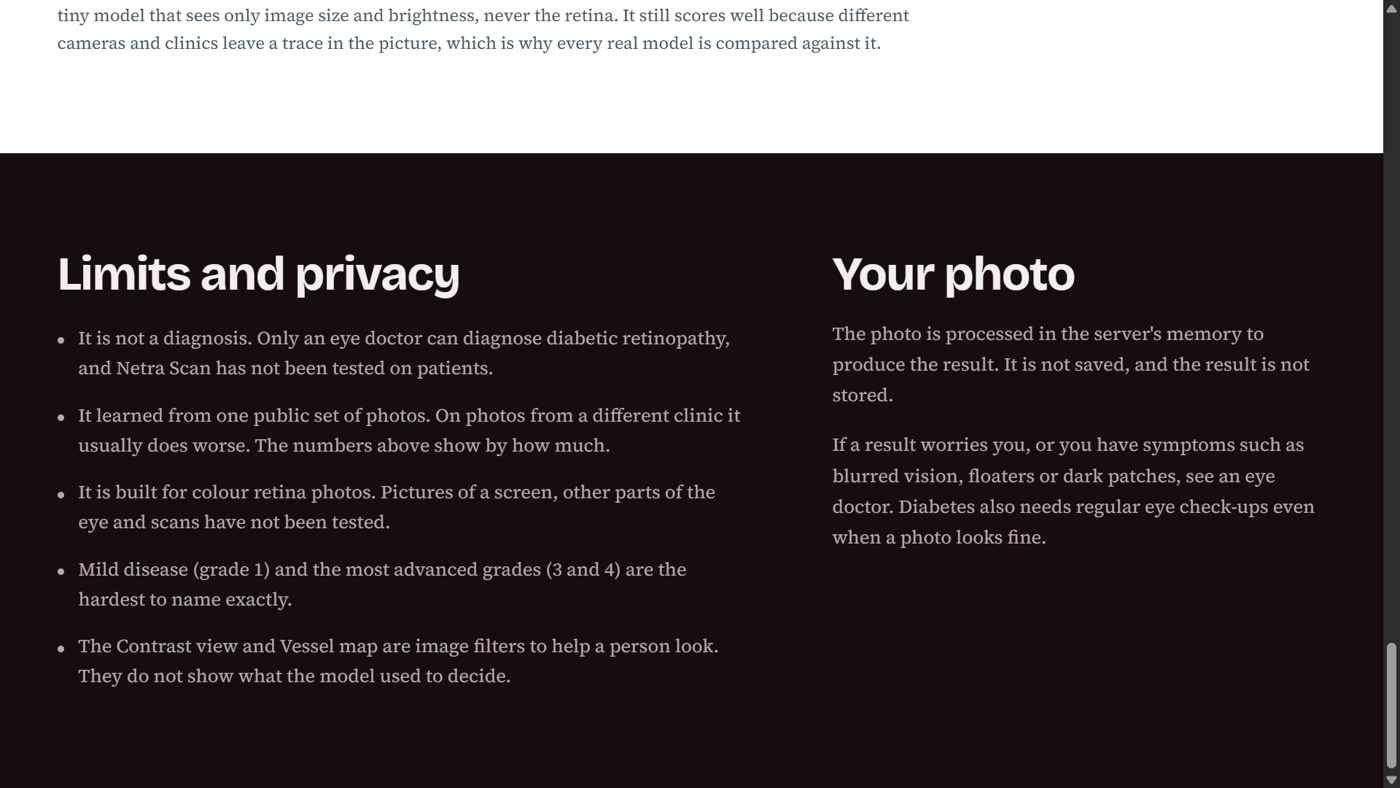 tiny model that sees only image size and brightness, never the retina. It still scores well because different
cameras and clinics leave a trace in the picture, which is why every real model is compared against it.
Limits and privacy
It is not a diagnosis. Only an eye doctor can diagnose diabetic retinopathy,
and Netra Scan has not been tested on patients.
It learned from one public set of photos. On photos from a different clinic it
usually does worse. The numbers above show by how much.
It is built for colour retina photos. Pictures of a screen, other parts of the
eye and scans have not been tested.
Mild disease (grade 1) and the most advanced grades (3 and 4) are the
hardest to name exactly.
The Contrast view and Vessel map are image filters to help a person look.
They do not show what the model used to decide.
Your photo
The photo is processed in the server's memory to
produce the result. It is not saved, and the result is not
stored.
If a result worries you, or you have symptoms such as
blurred vision, floaters or dark patches, see an eye
doctor. Diabetes also needs regular eye check-ups even
when a photo looks fine.